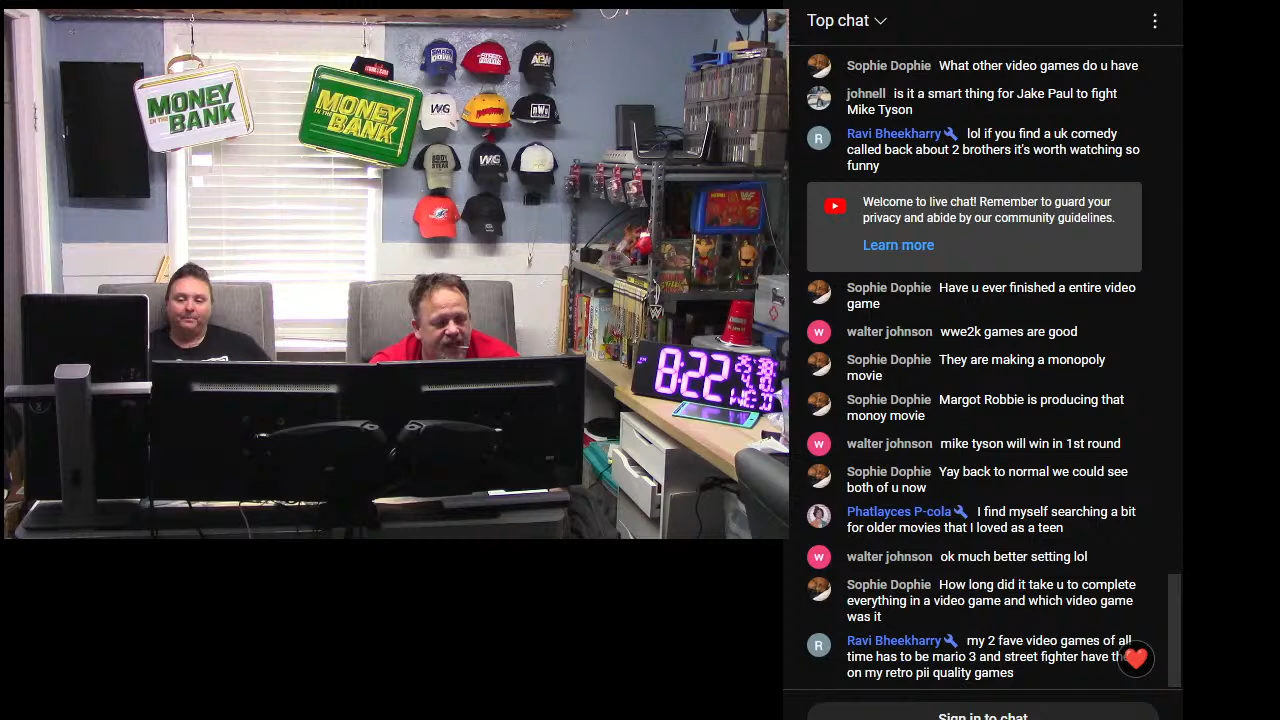 Top chat
Sophie Dophie What other video games do u have
johnell is it a smart thing for Jake Paul to fight
Mike Tyson
Ravi Bheekharry lol if you find a uk comedy
called back about 2 brothers it's worth watching so
funny
Welcome to live chat! Remember to guard your
privacy and abide by our community guidelines.
Learn more
Sophie Dophie Have u ever finished a entire video
game
walter johnson wwe2k games are good
Sophie Dophie They are making a monopoly
movie
Sophie Dophie Margot Robbie is producing that
monoy movie
walter johnson mike tyson will win in 1st round
Sophie Dophie Yay back to normal we could see
both of u now
Phatlayces P-cola I find myself searching a bit
for older movies that I loved as a teen
walter johnson ok much better setting lol
Sophie Dophie How long did it take u to complete
everything in a video game and which video game
was it
Ravi Bheekharry my 2 fave video games of all
time has to be mario 3 and street fighter have
on my retro pii quality games
Sign in to chat
MONEY
IN THE BANK
MONEY
IN THE BANK
nWo
8:22
WED